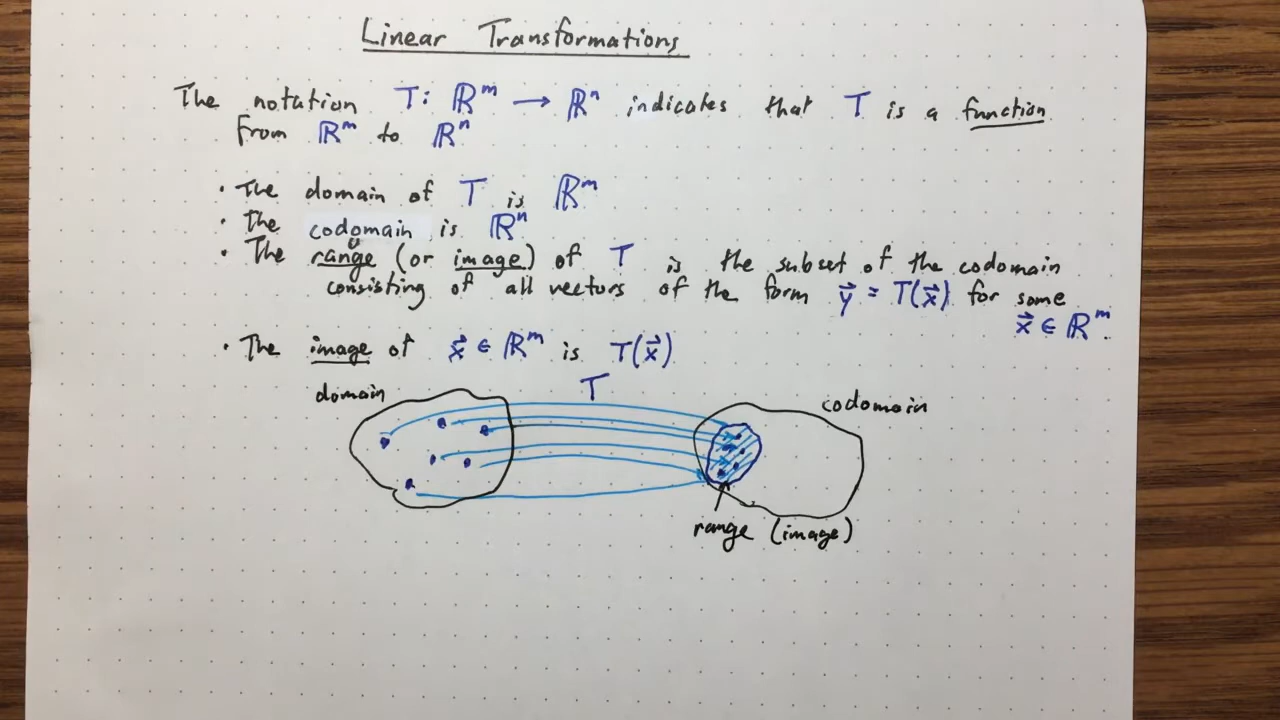 Linear Transformations
The notation T: ℝᵐ → ℝⁿ indicates that T is a function
from ℝᵐ to ℝⁿ
· The domain of T is ℝᵐ
· The codomain is ℝⁿ
· The range (or image) of T is the subset of the codomain
consisting of all vectors of the form y⃗ = T(x⃗) for some
x⃗ ∈ ℝᵐ.
· The image of x⃗ ∈ ℝᵐ is T(x⃗)
T
domain
codomain
range (image)